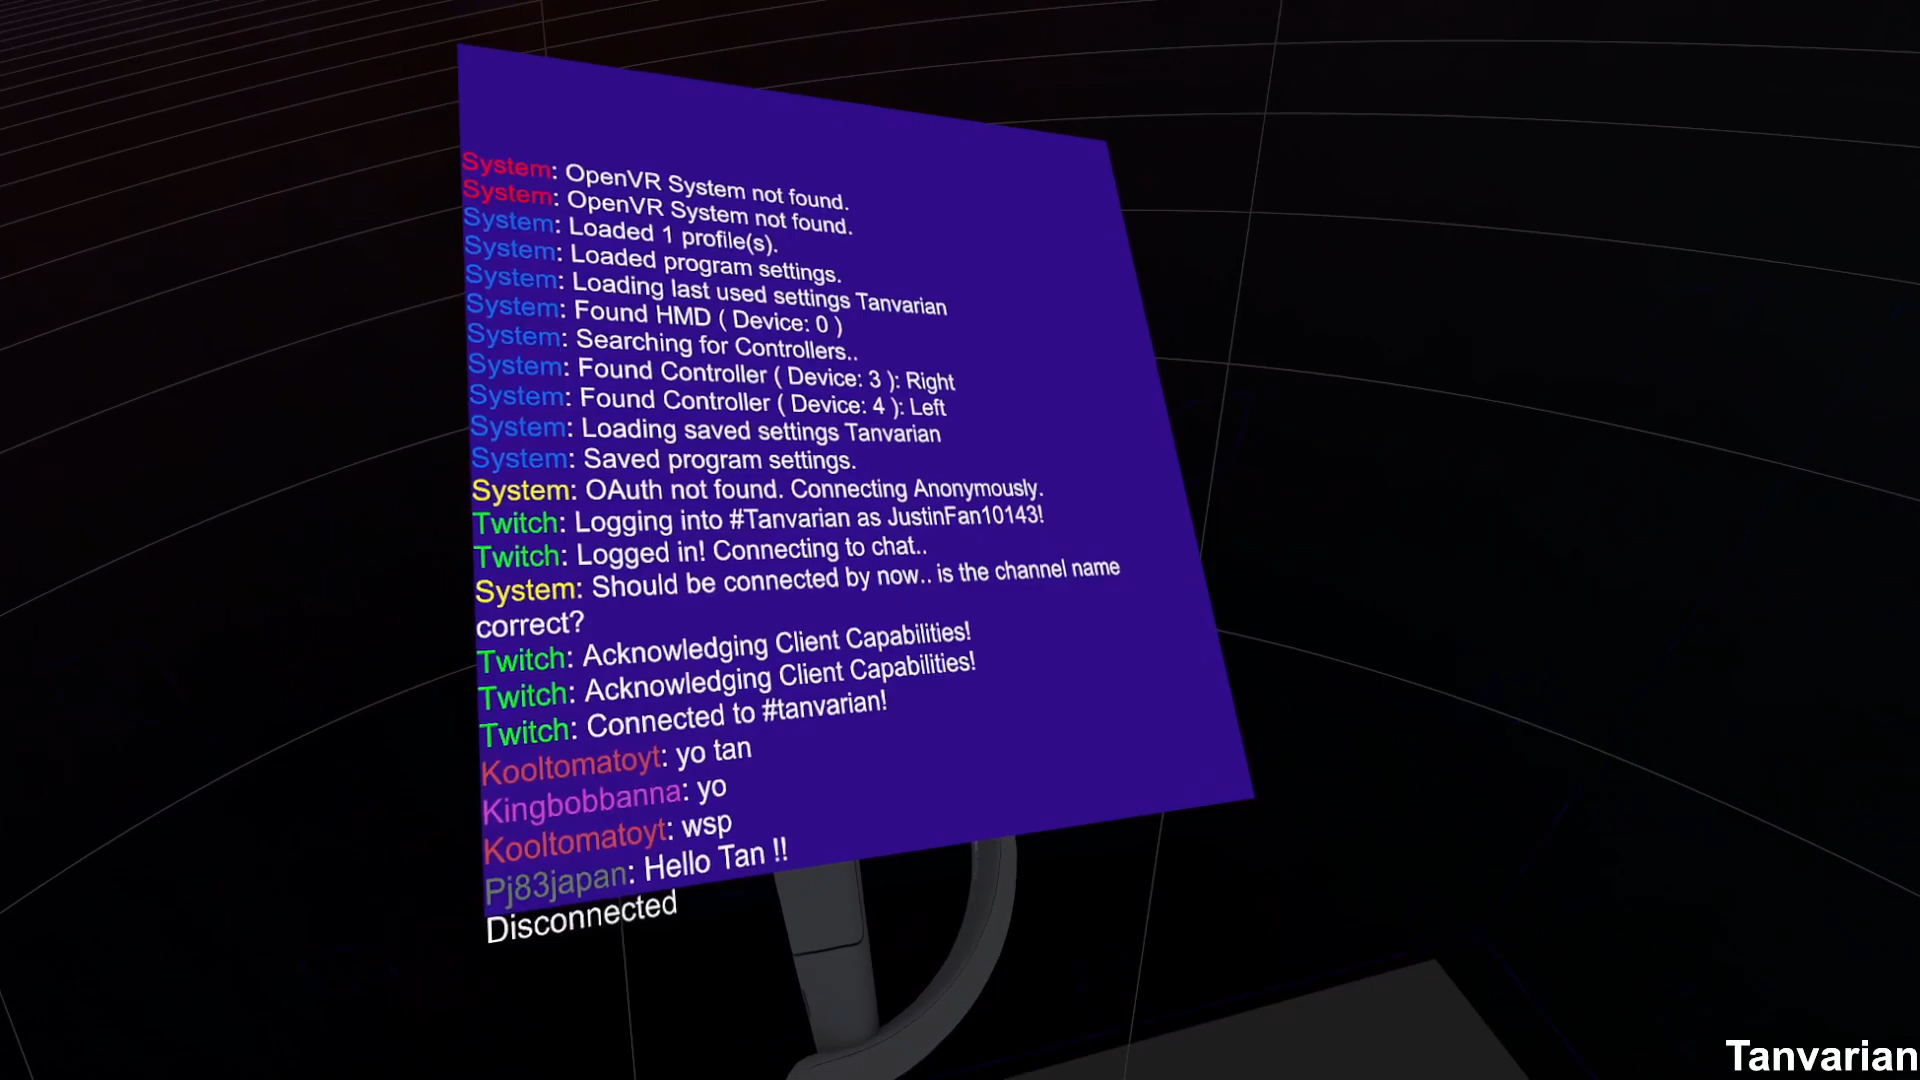 System: OpenVR System not found.
System: OpenVR System not found.
System: Loaded 1 profile(s).
System: Loaded program settings.
System: Loading last used settings Tanvarian
System: Found HMD ( Device: 0 )
System: Searching for Controllers..
System: Found Controller ( Device: 3 ): Right
System: Found Controller ( Device: 4 ): Left
System: Loading saved settings Tanvarian
System: Saved program settings.
System: OAuth not found. Connecting Anonymously.
Twitch: Logging into #Tanvarian as JustinFan10143!
Twitch: Logged in! Connecting to chat..
System: Should be connected by now.. is the channel name
correct?
Twitch: Acknowledging Client Capabilities!
Twitch: Acknowledging Client Capabilities!
Twitch: Connected to #tanvarian!
Kooltomatoyt: yo tan
Kingbobbanna: yo
Kooltomatoyt: wsp
Pj83japan: Hello Tan !!
Disconnected
Tanvarian